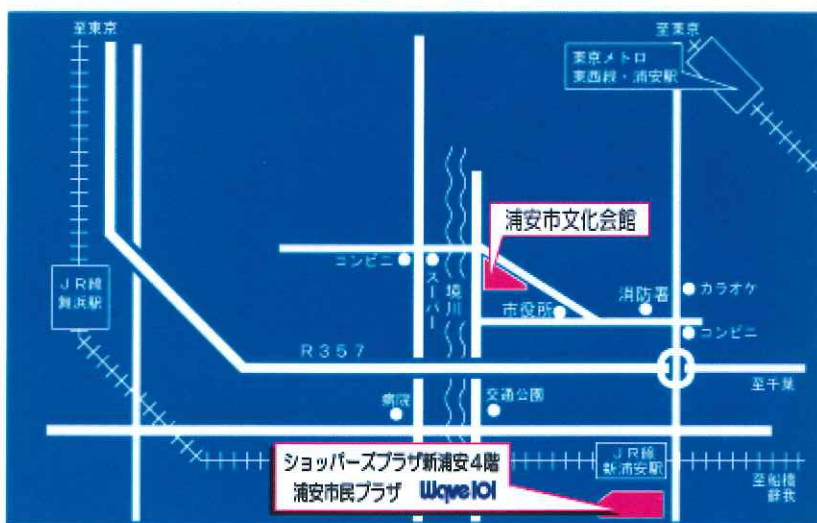 至東京
至東京
東京メトロ
東西線・浦安駅
浦安市文化会館
コンビニ
スーパー
境川
JR線
舞浜駅
市役所
消防署
カラオケ
コンビニ
R357
至千葉
病院
交通公園
ショッパーズプラザ新浦安4階
浦安市民プラザ Wave101
JR線
新浦安駅
至船橋
蘇我